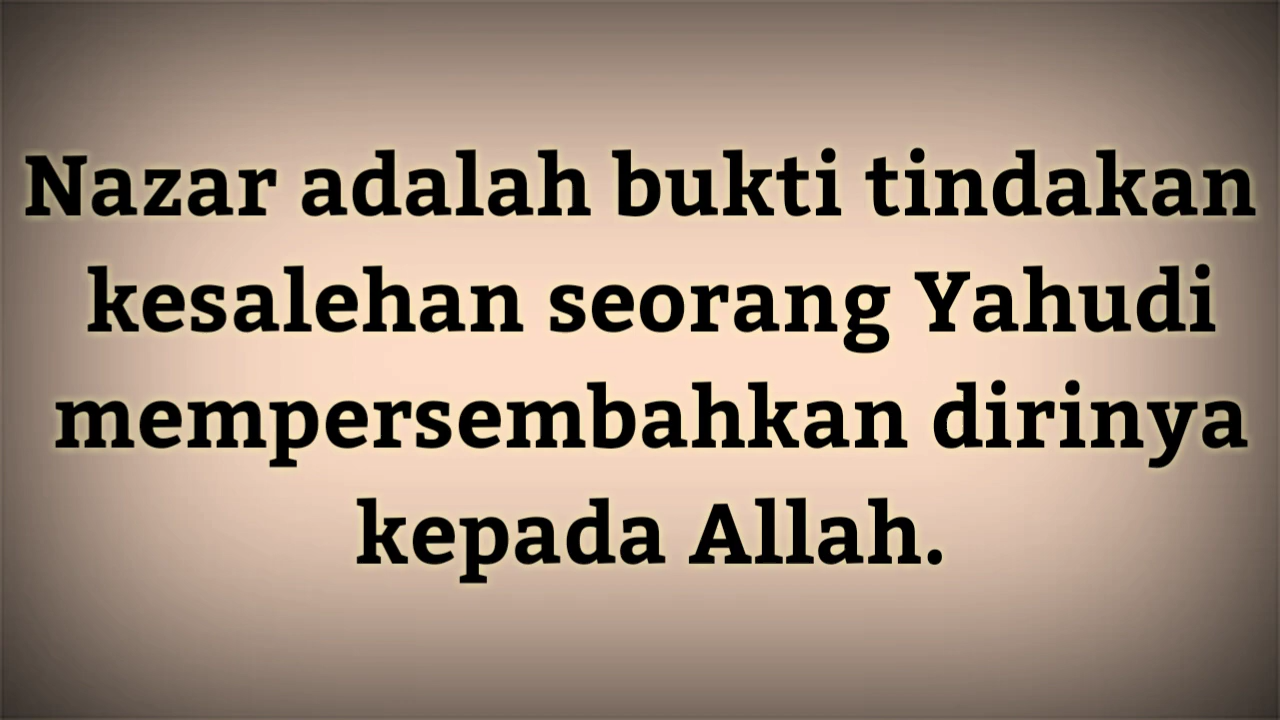 Nazar adalah bukti tindakan
kesalehan seorang Yahudi
mempersembahkan dirinya
kepada Allah.